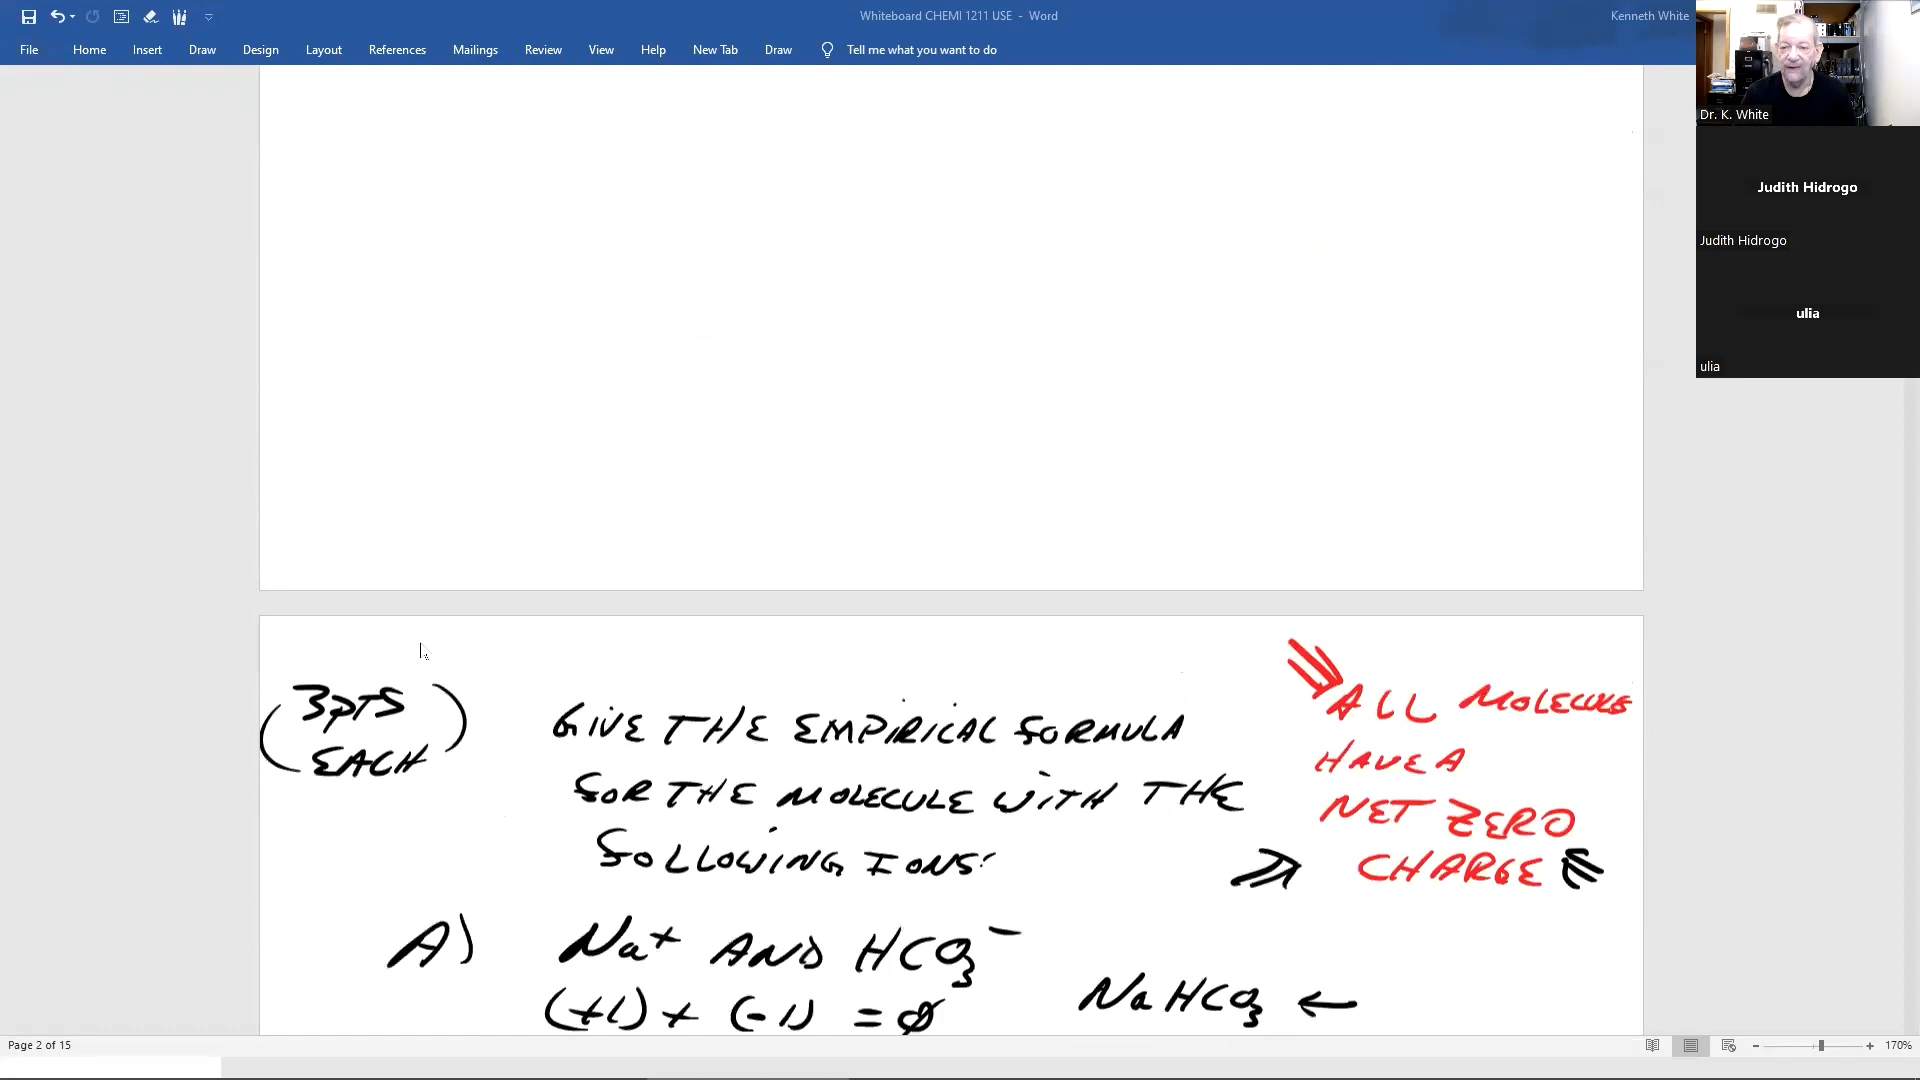 Whiteboard CHEMI 1211 USE - Word
Kenneth White
File Home Insert Draw Design Layout References Mailings Review View Help New Tab Draw Tell me what you want to do
Dr. K. White
Judith Hidrogo
Judith Hidrogo
ulia
ulia
(3PTS EACH)
GIVE THE EMPIRICAL FORMULA
FOR THE MOLECULE WITH THE
FOLLOWING IONS:
ALL MOLECULE
HAVE A
NET ZERO
CHARGE
A) Na+ AND HCO3-
(+1) + (-1) = 0
NaHCO3 ←
Page 2 of 15
170%